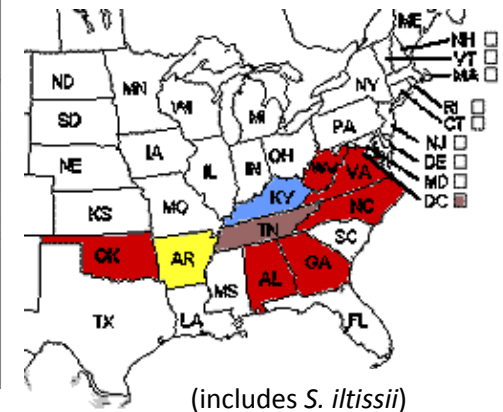 ME
NH
VT
MA
ND
MN
NY
WI
MI
SD
RI
CT
PA
NJ
IA
NE
OH
DE
IL
IN
MD
WV
VA
DC
KS
MO
KY
NC
TN
OK
AR
SC
MS
AL
GA
TX
LA
FL
(includes S. iltissii)